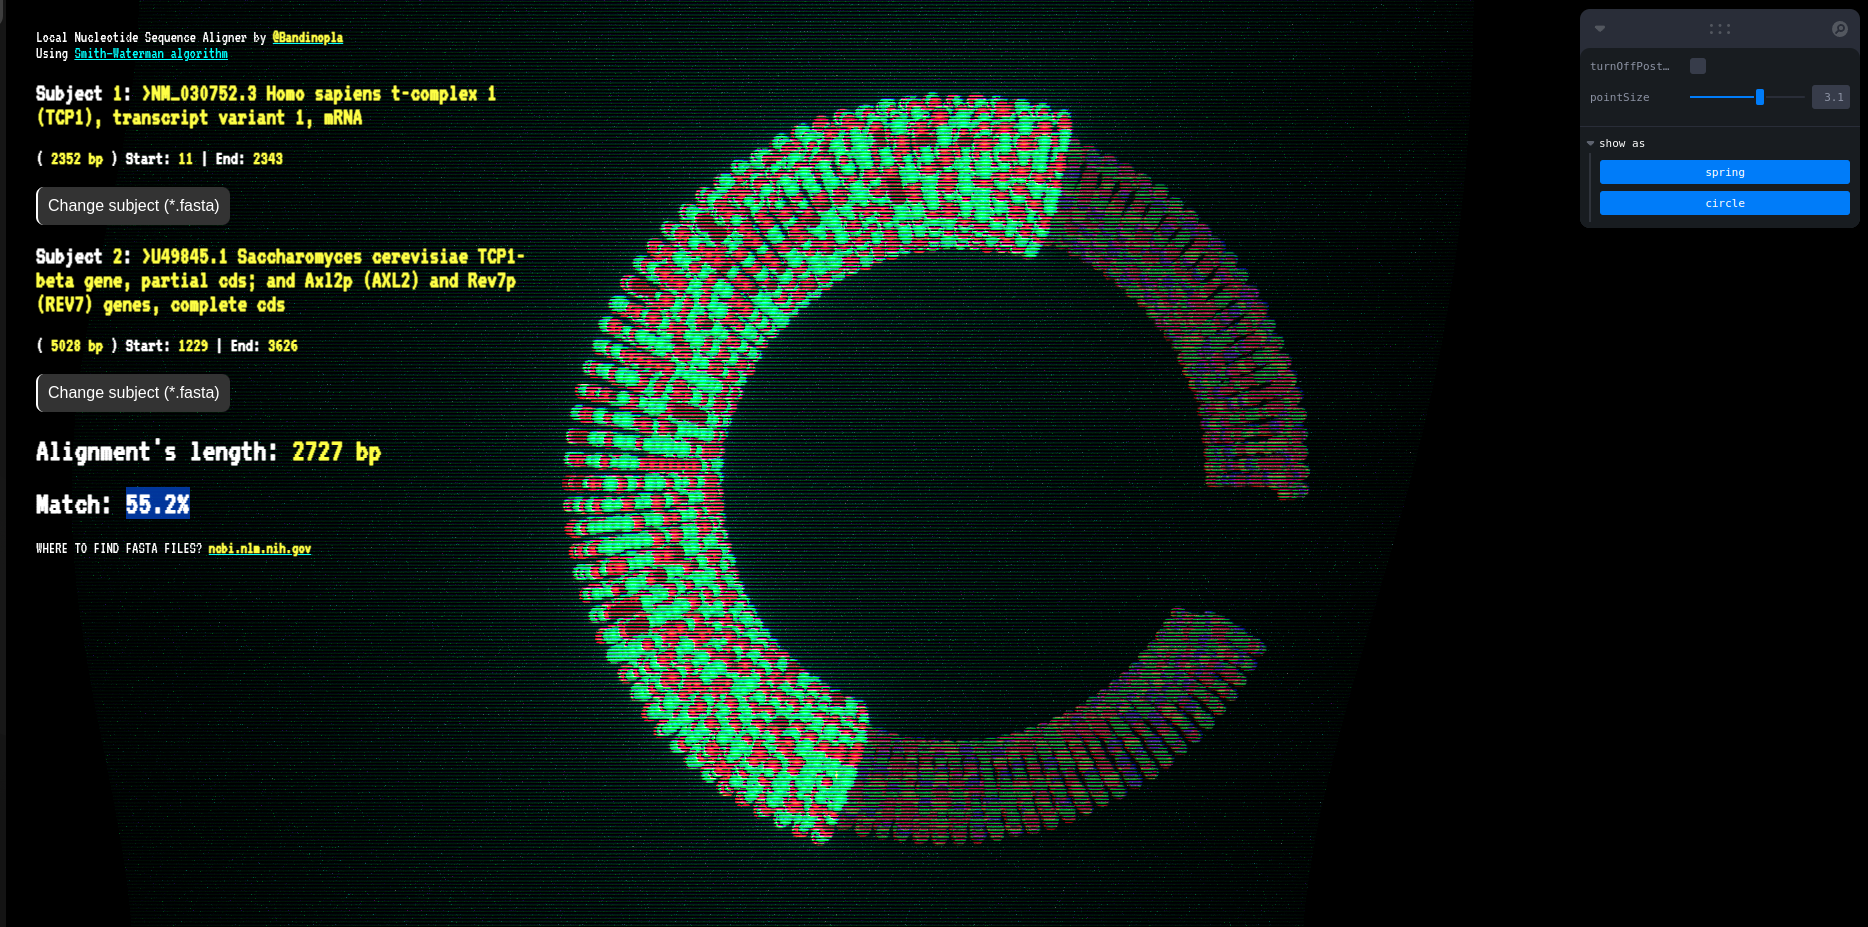 Local Nucleotide Sequence Aligner by @Bandinopla
Using Smith-Waterman algorithm
Subject 1: >NM_030752.3 Homo sapiens t-complex 1
(TCP1), transcript variant 1, mRNA
( 2352 bp ) Start: 11 | End: 2343
Change subject (*.fasta)
Subject 2: >U49845.1 Saccharomyces cerevisiae TCP1-
beta gene, partial cds; and Axl2p (AXL2) and Rev7p
(REV7) genes, complete cds
( 5028 bp ) Start: 1229 | End: 3626
Change subject (*.fasta)
Alignment's length: 2727 bp
Match: 55.2%
WHERE TO FIND FASTA FILES? ncbi.nlm.nih.gov
turnOffPost…
pointSize 3.1
show as
spring
circle